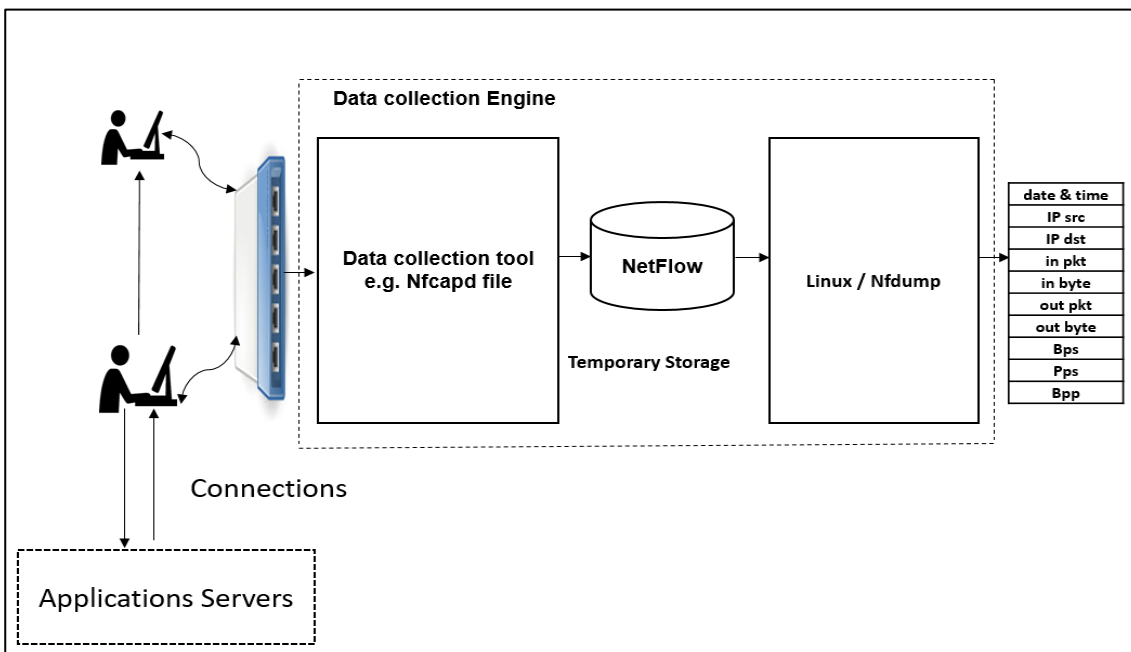 Data collection Engine
Data collection tool
e.g. Nfcapd file
NetFlow
Temporary Storage
Linux / Nfdump
date & time
IP src
IP dst
in pkt
in byte
out pkt
out byte
Bps
Pps
Bpp
Connections
Applications Servers